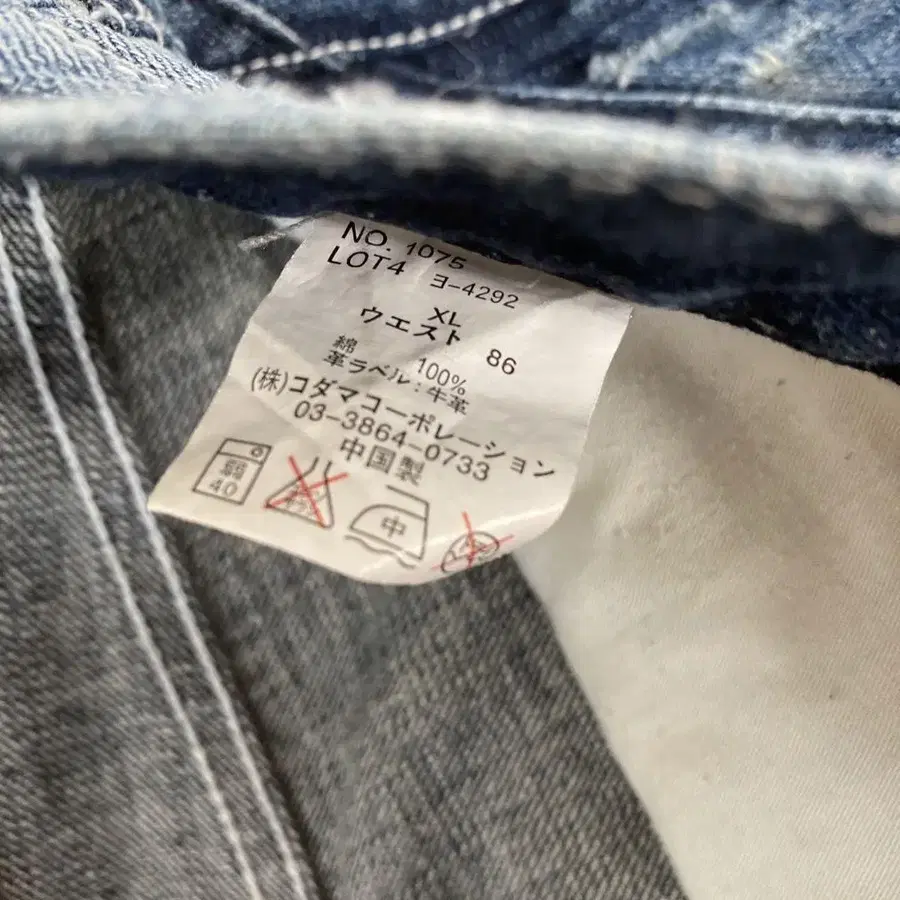 NO. 1075
LOT4 ヨ-4292
XL
ウエスト 86
綿 100%
革ラベル:牛革
(株)コダマコーポレーション
03-3864-0733
中国製
弱
40
中